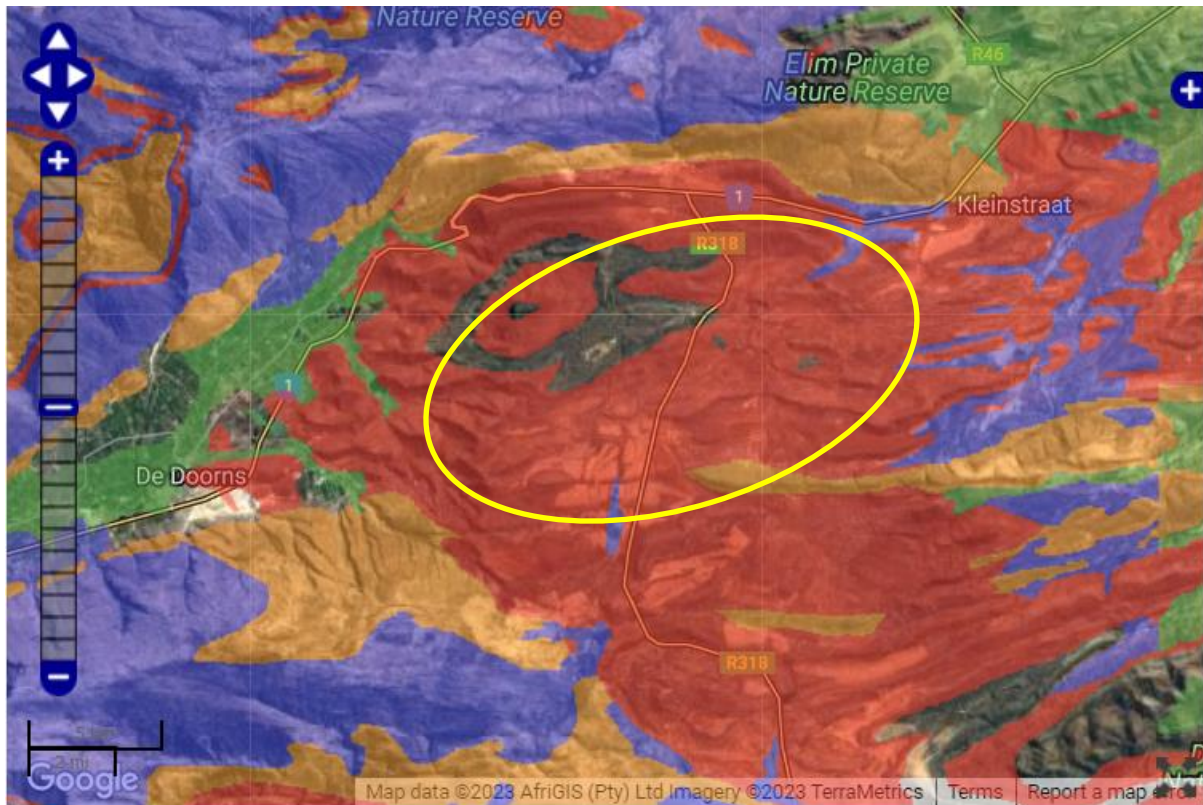 Nature Reserve
R46
Elim Private
Nature Reserve
1
Kleinstraat
R318
1
De Doorns
R318
2 mi
Google
Map data ©2023 AfriGIS (Pty) Ltd Imagery ©2023 TerraMetrics
Terms
Report a map